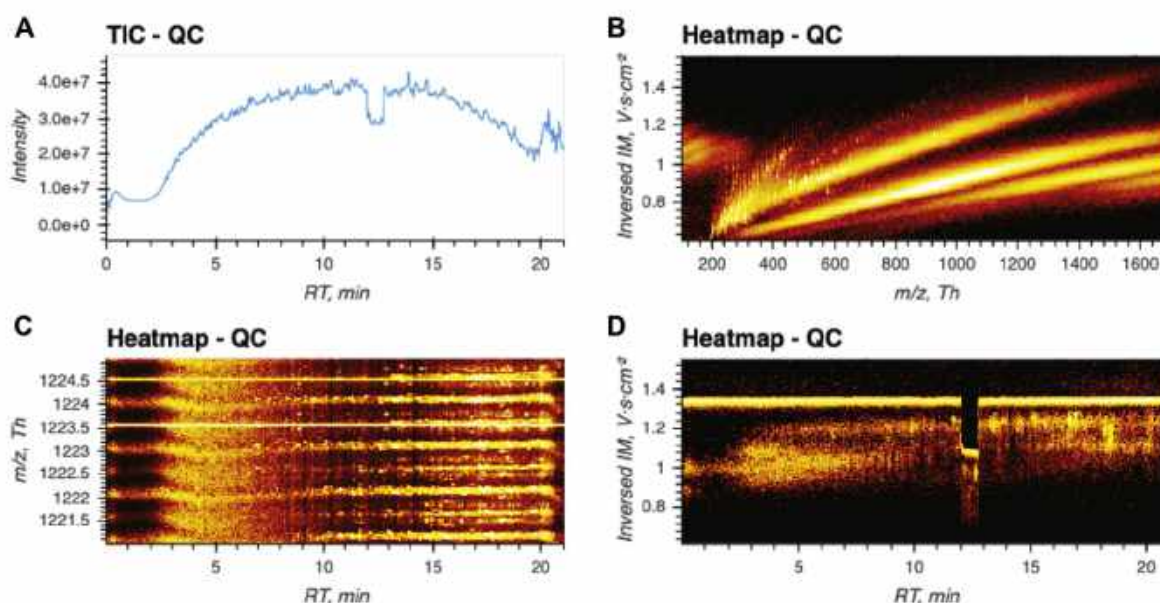 A
TIC - QC
Intensity
4.0e+7
3.0e+7
2.0e+7
1.0e+7
0.0e+0
0
5
10
15
20
RT, min
B
Heatmap - QC
Inversed IM, V·s·cm⁻²
1.4
1.2
1
0.8
200
400
600
800
1000
1200
1400
1600
m/z, Th
C
Heatmap - QC
m/z, Th
1224.5
1224
1223.5
1223
1222.5
1222
1221.5
5
10
15
20
RT, min
D
Heatmap - QC
Inversed IM, V·s·cm⁻²
1.4
1.2
1
0.8
5
10
15
20
RT, min